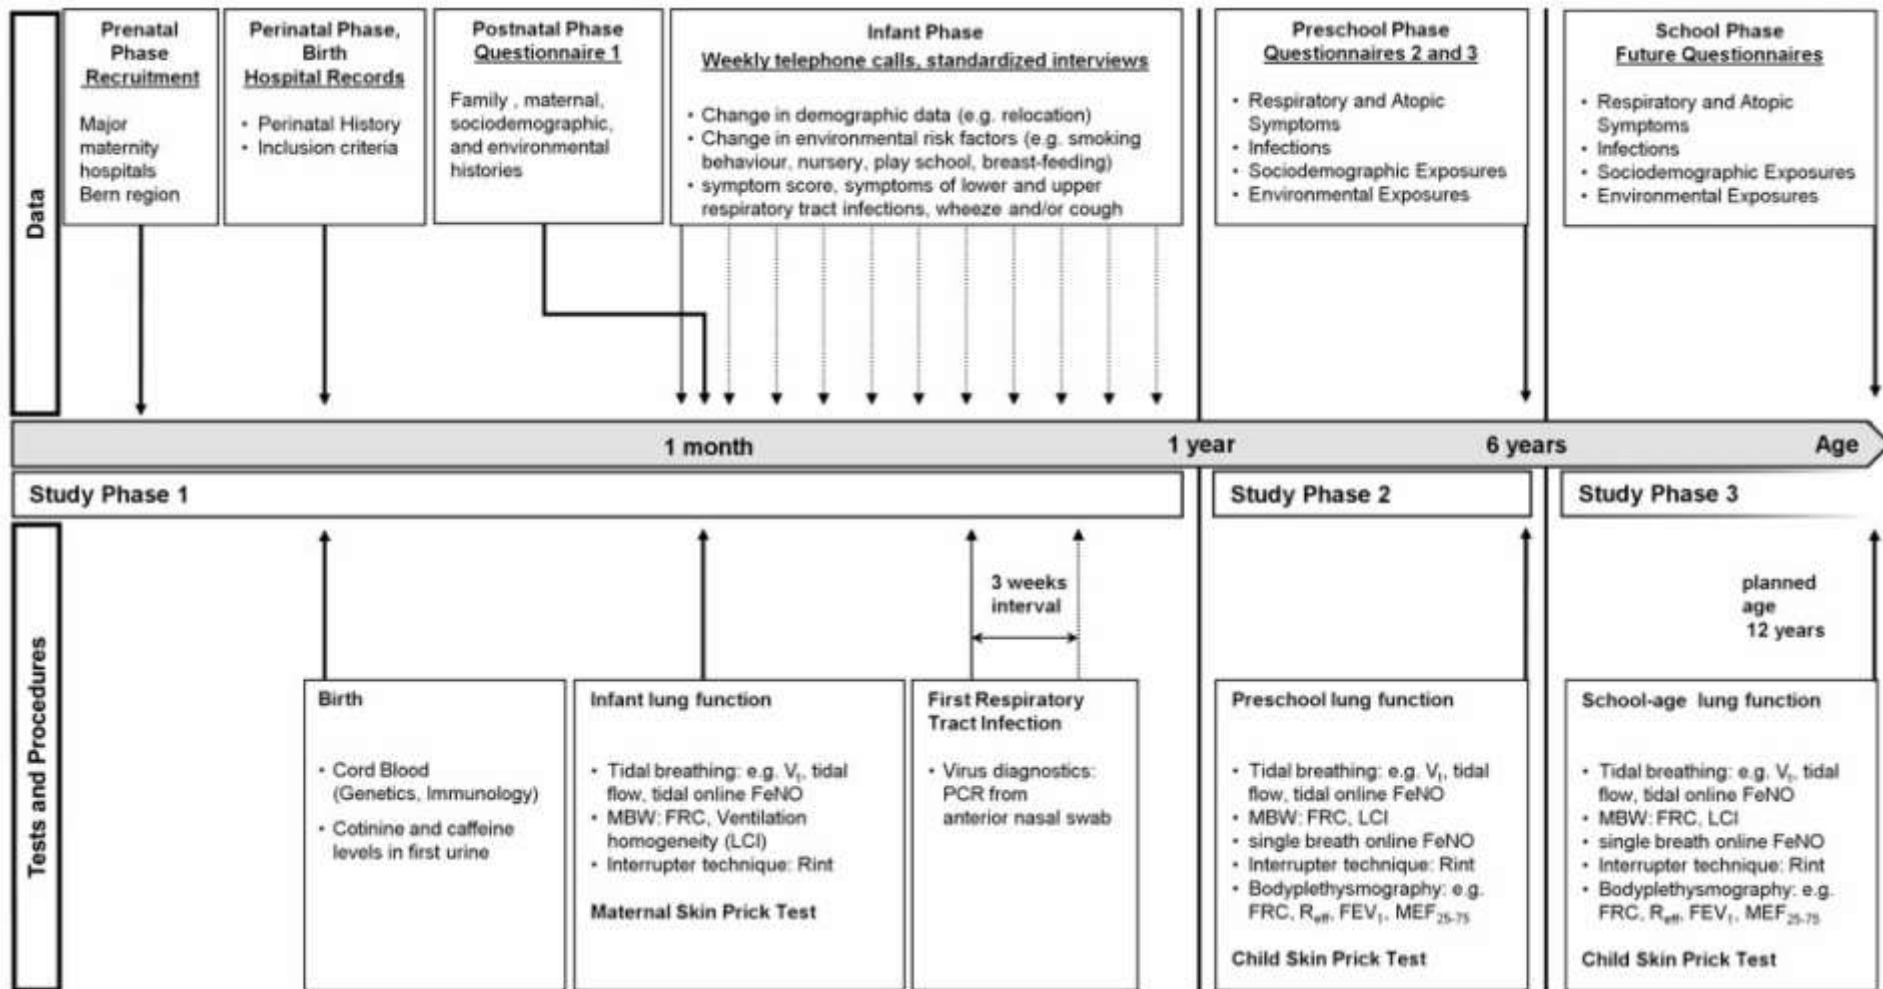 Data
Prenatal
Phase
Recruitment
Major
maternity
hospitals
Bern region
Perinatal Phase,
Birth
Hospital Records
• Perinatal History
• Inclusion criteria
Postnatal Phase
Questionnaire 1
Family , maternal,
sociodemographic,
and environmental
histories
Infant Phase
Weekly telephone calls, standardized interviews
• Change in demographic data (e.g. relocation)
• Change in environmental risk factors (e.g. smoking
behaviour, nursery, play school, breast-feeding)
• symptom score, symptoms of lower and upper
respiratory tract infections, wheeze and/or cough
Preschool Phase
Questionnaires 2 and 3
• Respiratory and Atopic
Symptoms
• Infections
• Sociodemographic Exposures
• Environmental Exposures
School Phase
Future Questionnaires
• Respiratory and Atopic
Symptoms
• Infections
• Sociodemographic Exposures
• Environmental Exposures
1 month
1 year
6 years
Age
Study Phase 1
Study Phase 2
Study Phase 3
Tests and Procedures
3 weeks
interval
planned
age
12 years
Birth
• Cord Blood
(Genetics, Immunology)
• Cotinine and caffeine
levels in first urine
Infant lung function
• Tidal breathing: e.g. Vt, tidal
flow, tidal online FeNO
• MBW: FRC, Ventilation
homogeneity (LCI)
• Interrupter technique: Rint
Maternal Skin Prick Test
First Respiratory
Tract Infection
• Virus diagnostics:
PCR from
anterior nasal swab
Preschool lung function
• Tidal breathing: e.g. Vt, tidal
flow, tidal online FeNO
• MBW: FRC, LCI
• single breath online FeNO
• Interrupter technique: Rint
• Bodyplethysmography: e.g.
FRC, Reff, FEV1, MEF25-75
Child Skin Prick Test
School-age lung function
• Tidal breathing: e.g. Vt, tidal
flow, tidal online FeNO
• MBW: FRC, LCI
• single breath online FeNO
• Interrupter technique: Rint
• Bodyplethysmography: e.g.
FRC, Reff, FEV1, MEF25-75
Child Skin Prick Test